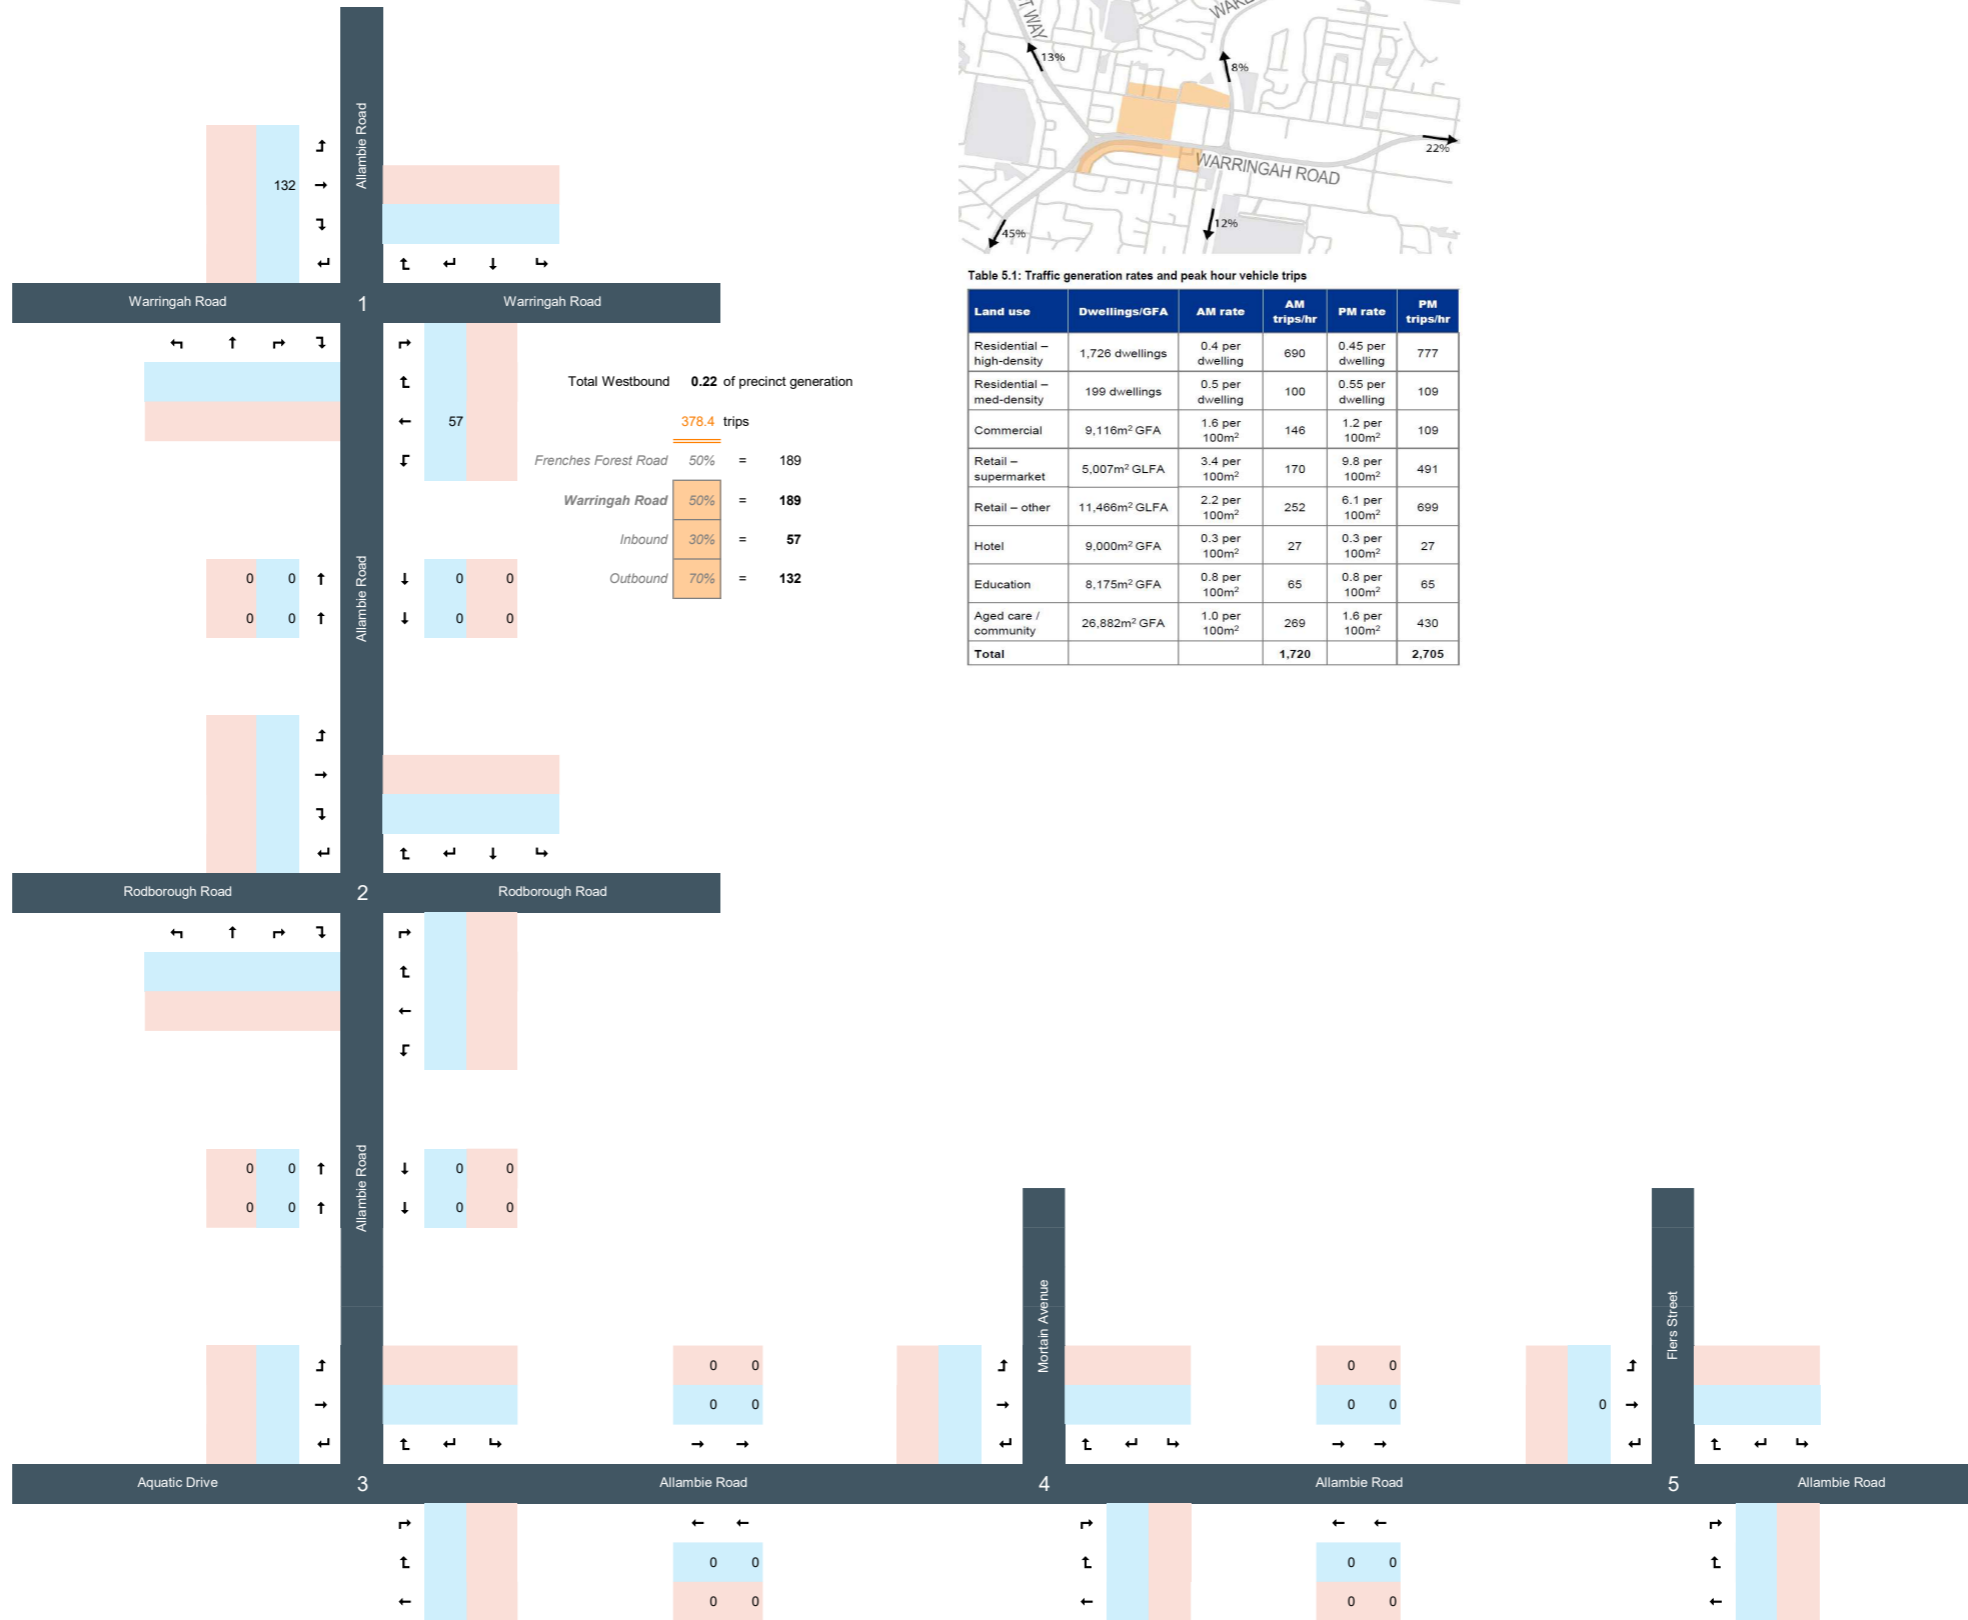 T WAY
WAKE
13%
8%
22%
WARRINGAH ROAD
12%
45%
Allambie Road
132
Warringah Road 1 Warringah Road
Total Westbound 0.22 of precinct generation
57 378.4 trips
Frenches Forest Road 50% = 189
Warringah Road 50% = 189
Inbound 30% = 57
Outbound 70% = 132
Allambie Road
0 0 ↑ ↓ 0 0
0 0 ↑ ↓ 0 0
Table 5.1: Traffic generation rates and peak hour vehicle trips
Land use Dwellings/GFA AM rate AM trips/hr PM rate PM trips/hr
Residential – high-density 1,726 dwellings 0.4 per dwelling 690 0.45 per dwelling 777
Residential – med-density 199 dwellings 0.5 per dwelling 100 0.55 per dwelling 109
Commercial 9,116m² GFA 1.6 per 100m² 146 1.2 per 100m² 109
Retail – supermarket 5,007m² GLFA 3.4 per 100m² 170 9.8 per 100m² 491
Retail – other 11,466m² GLFA 2.2 per 100m² 252 6.1 per 100m² 699
Hotel 9,000m² GFA 0.3 per 100m² 27 0.3 per 100m² 27
Education 8,175m² GFA 0.8 per 100m² 65 0.8 per 100m² 65
Aged care / community 26,882m² GFA 1.0 per 100m² 269 1.6 per 100m² 430
Total 1,720 2,705
Rodborough Road 2 Rodborough Road
Allambie Road
0 0 ↑ ↓ 0 0
0 0 ↑ ↓ 0 0
Mortain Avenue
Flers Street
0 0 0 0
0 0 0 0 0
Aquatic Drive 3 Allambie Road 4 Allambie Road 5 Allambie Road
0 0 0 0
0 0 0 0